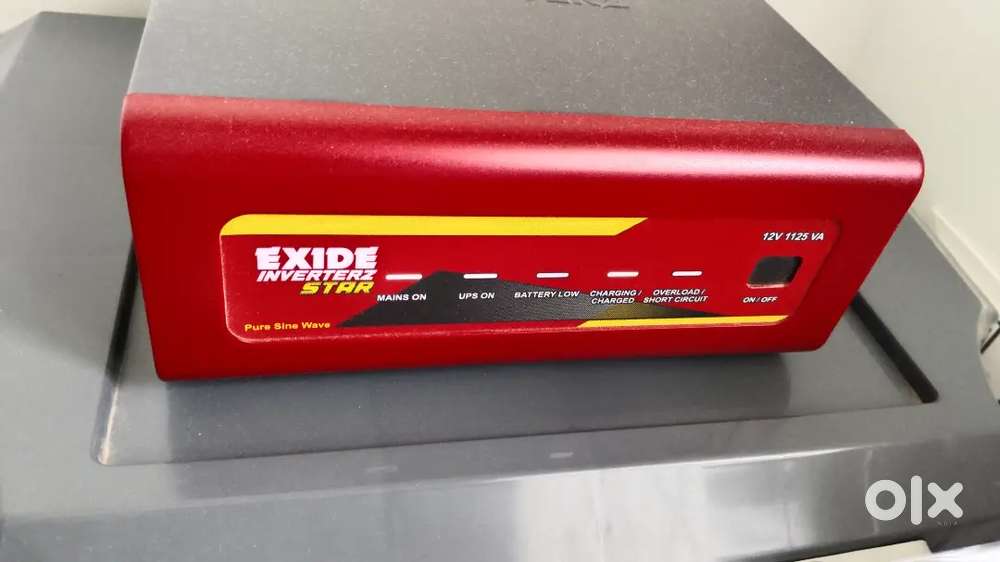 12V 1125 VA
EXIDE
INVERTERZ
STAR
MAINS ON
UPS ON
BATTERY LOW
CHARGING /
CHARGED
OVERLOAD /
SHORT CIRCUIT
ON / OFF
Pure Sine Wave
olx
INDIA